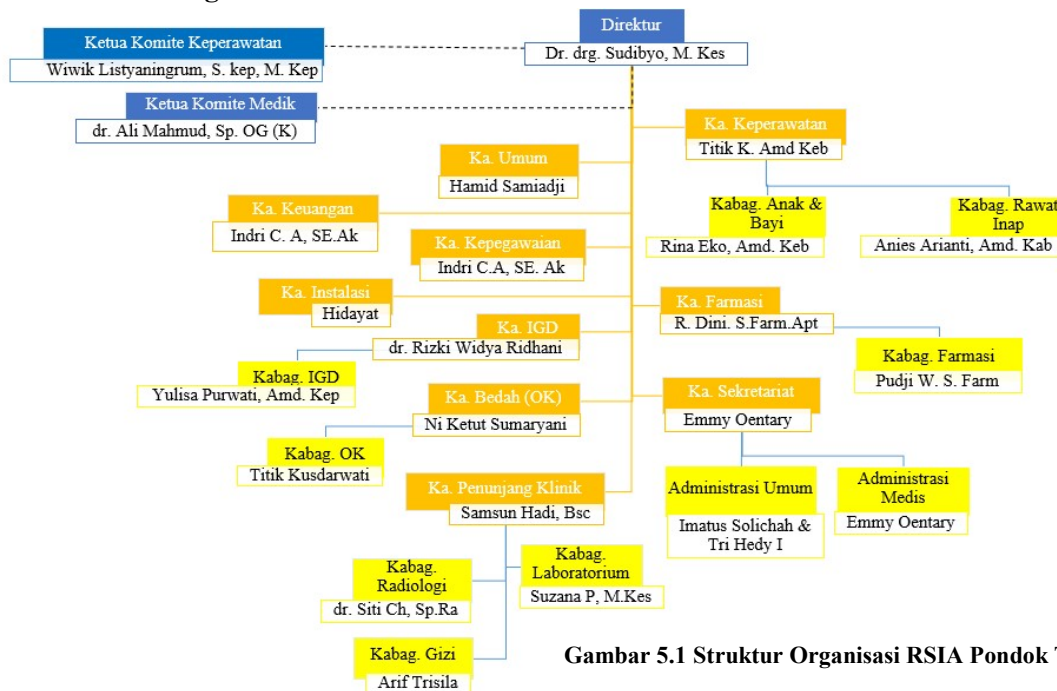 Direktur
Dr. drg. Sudibyo, M. Kes
Ketua Komite Keperawatan
Wiwik Listyaningrum, S. kep, M. Kep
Ketua Komite Medik
dr. Ali Mahmud, Sp. OG (K)
Ka. Keperawatan
Titik K. Amd Keb
Ka. Umum
Hamid Samiadji
Kabag. Anak &
Bayi
Rina Eko, Amd. Keb
Kabag. Rawat
Inap
Anies Arianti, Amd. Kab
Ka. Keuangan
Indri C. A, SE.Ak
Ka. Kepegawaian
Indri C.A, SE. Ak
Ka. Instalasi
Hidayat
Ka. Farmasi
R. Dini. S.Farm.Apt
Ka. IGD
dr. Rizki Widya Ridhani
Kabag. Farmasi
Pudji W. S. Farm
Kabag. IGD
Yulisa Purwati, Amd. Kep
Ka. Bedah (OK)
Ni Ketut Sumaryani
Ka. Sekretariat
Emmy Oentary
Kabag. OK
Titik Kusdarwati
Ka. Penunjang Klinik
Samsun Hadi, Bsc
Administrasi Umum
Imatus Solichah &
Tri Hedy I
Administrasi
Medis
Emmy Oentary
Kabag.
Radiologi
dr. Siti Ch, Sp.Ra
Kabag.
Laboratorium
Suzana P, M.Kes
Kabag. Gizi
Arif Trisila
Gambar 5.1 Struktur Organisasi RSIA Pondok